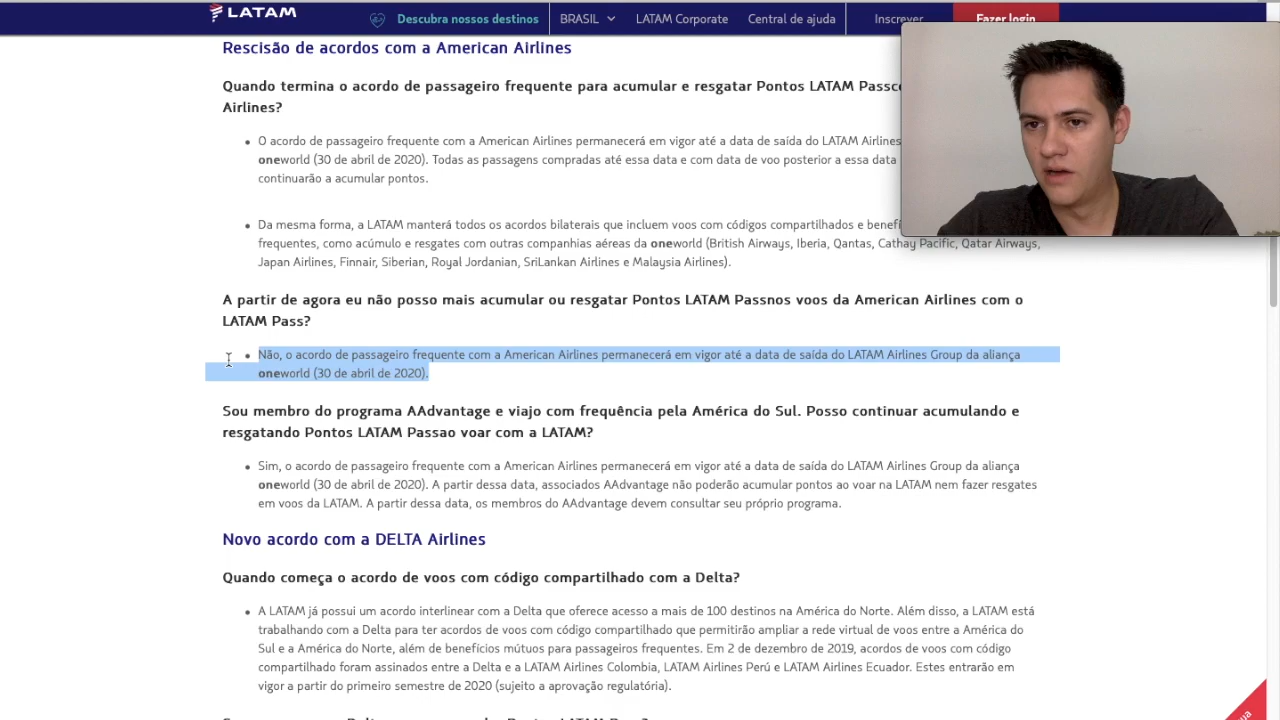 LATAM
Descubra nossos destinos
BRASIL
LATAM Corporate
Central de ajuda
Inscrever
Fazer login
Rescisão de acordos com a American Airlines
Quando termina o acordo de passageiro frequente para acumular e resgatar Pontos LATAM
Airlines?
O acordo de passageiro frequente com a American Airlines permanecerá em vigor até a data de saída do LATAM Airlines
oneworld (30 de abril de 2020). Todas as passagens compradas até essa data e com data de voo posterior a essa data
continuarão a acumular pontos.
Da mesma forma, a LATAM manterá todos os acordos bilaterais que incluem voos com códigos compartilhados e
frequentes, como acúmulo e resgates com outras companhias aéreas da oneworld (British Airways, Iberia, Qantas, Cathay Pacific, Qatar Airways,
Japan Airlines, Finnair, Siberian, Royal Jordanian, SriLankan Airlines e Malaysia Airlines).
A partir de agora eu não posso mais acumular ou resgatar Pontos LATAM Passnos voos da American Airlines com o
LATAM Pass?
Não, o acordo de passageiro frequente com a American Airlines permanecerá em vigor até a data de saída do LATAM Airlines Group da aliança
oneworld (30 de abril de 2020).
Sou membro do programa AAdvantage e viajo com frequência pela América do Sul. Posso continuar acumulando e
resgatando Pontos LATAM Passao voar com a LATAM?
Sim, o acordo de passageiro frequente com a American Airlines permanecerá em vigor até a data de saída do LATAM Airlines Group da aliança
oneworld (30 de abril de 2020). A partir dessa data, associados AAdvantage não poderão acumular pontos ao voar na LATAM nem fazer resgates
em voos da LATAM. A partir dessa data, os membros do AAdvantage devem consultar seu próprio programa.
Novo acordo com a DELTA Airlines
Quando começa o acordo de voos com código compartilhado com a Delta?
A LATAM já possui um acordo interlinear com a Delta que oferece acesso a mais de 100 destinos na América do Norte. Além disso, a LATAM está
trabalhando com a Delta para ter acordos de voos com código compartilhado que permitirão ampliar a rede virtual de voos entre a América do
Sul e a América do Norte, além de benefícios mútuos para passageiros frequentes. Em 2 de dezembro de 2019, acordos de voos com código
compartilhado foram assinados entre a Delta e a LATAM Airlines Colombia, LATAM Airlines Perú e LATAM Airlines Ecuador. Estes entrarão em
vigor a partir do primeiro semestre de 2020 (sujeito a aprovação regulatória).